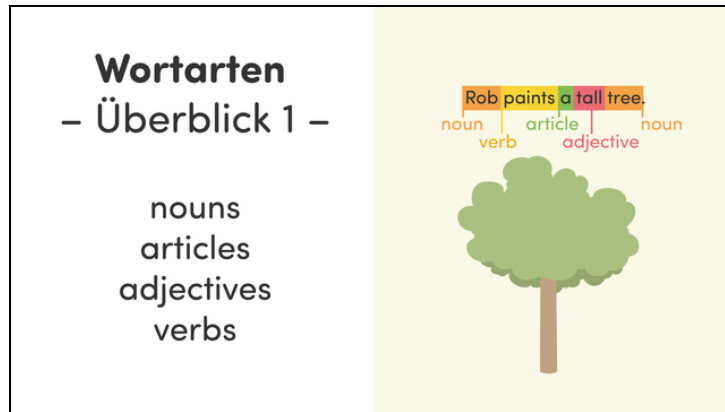 Wortarten
– Überblick 1 –
nouns
articles
adjectives
verbs
Rob paints a tall tree.
noun article noun
verb adjective